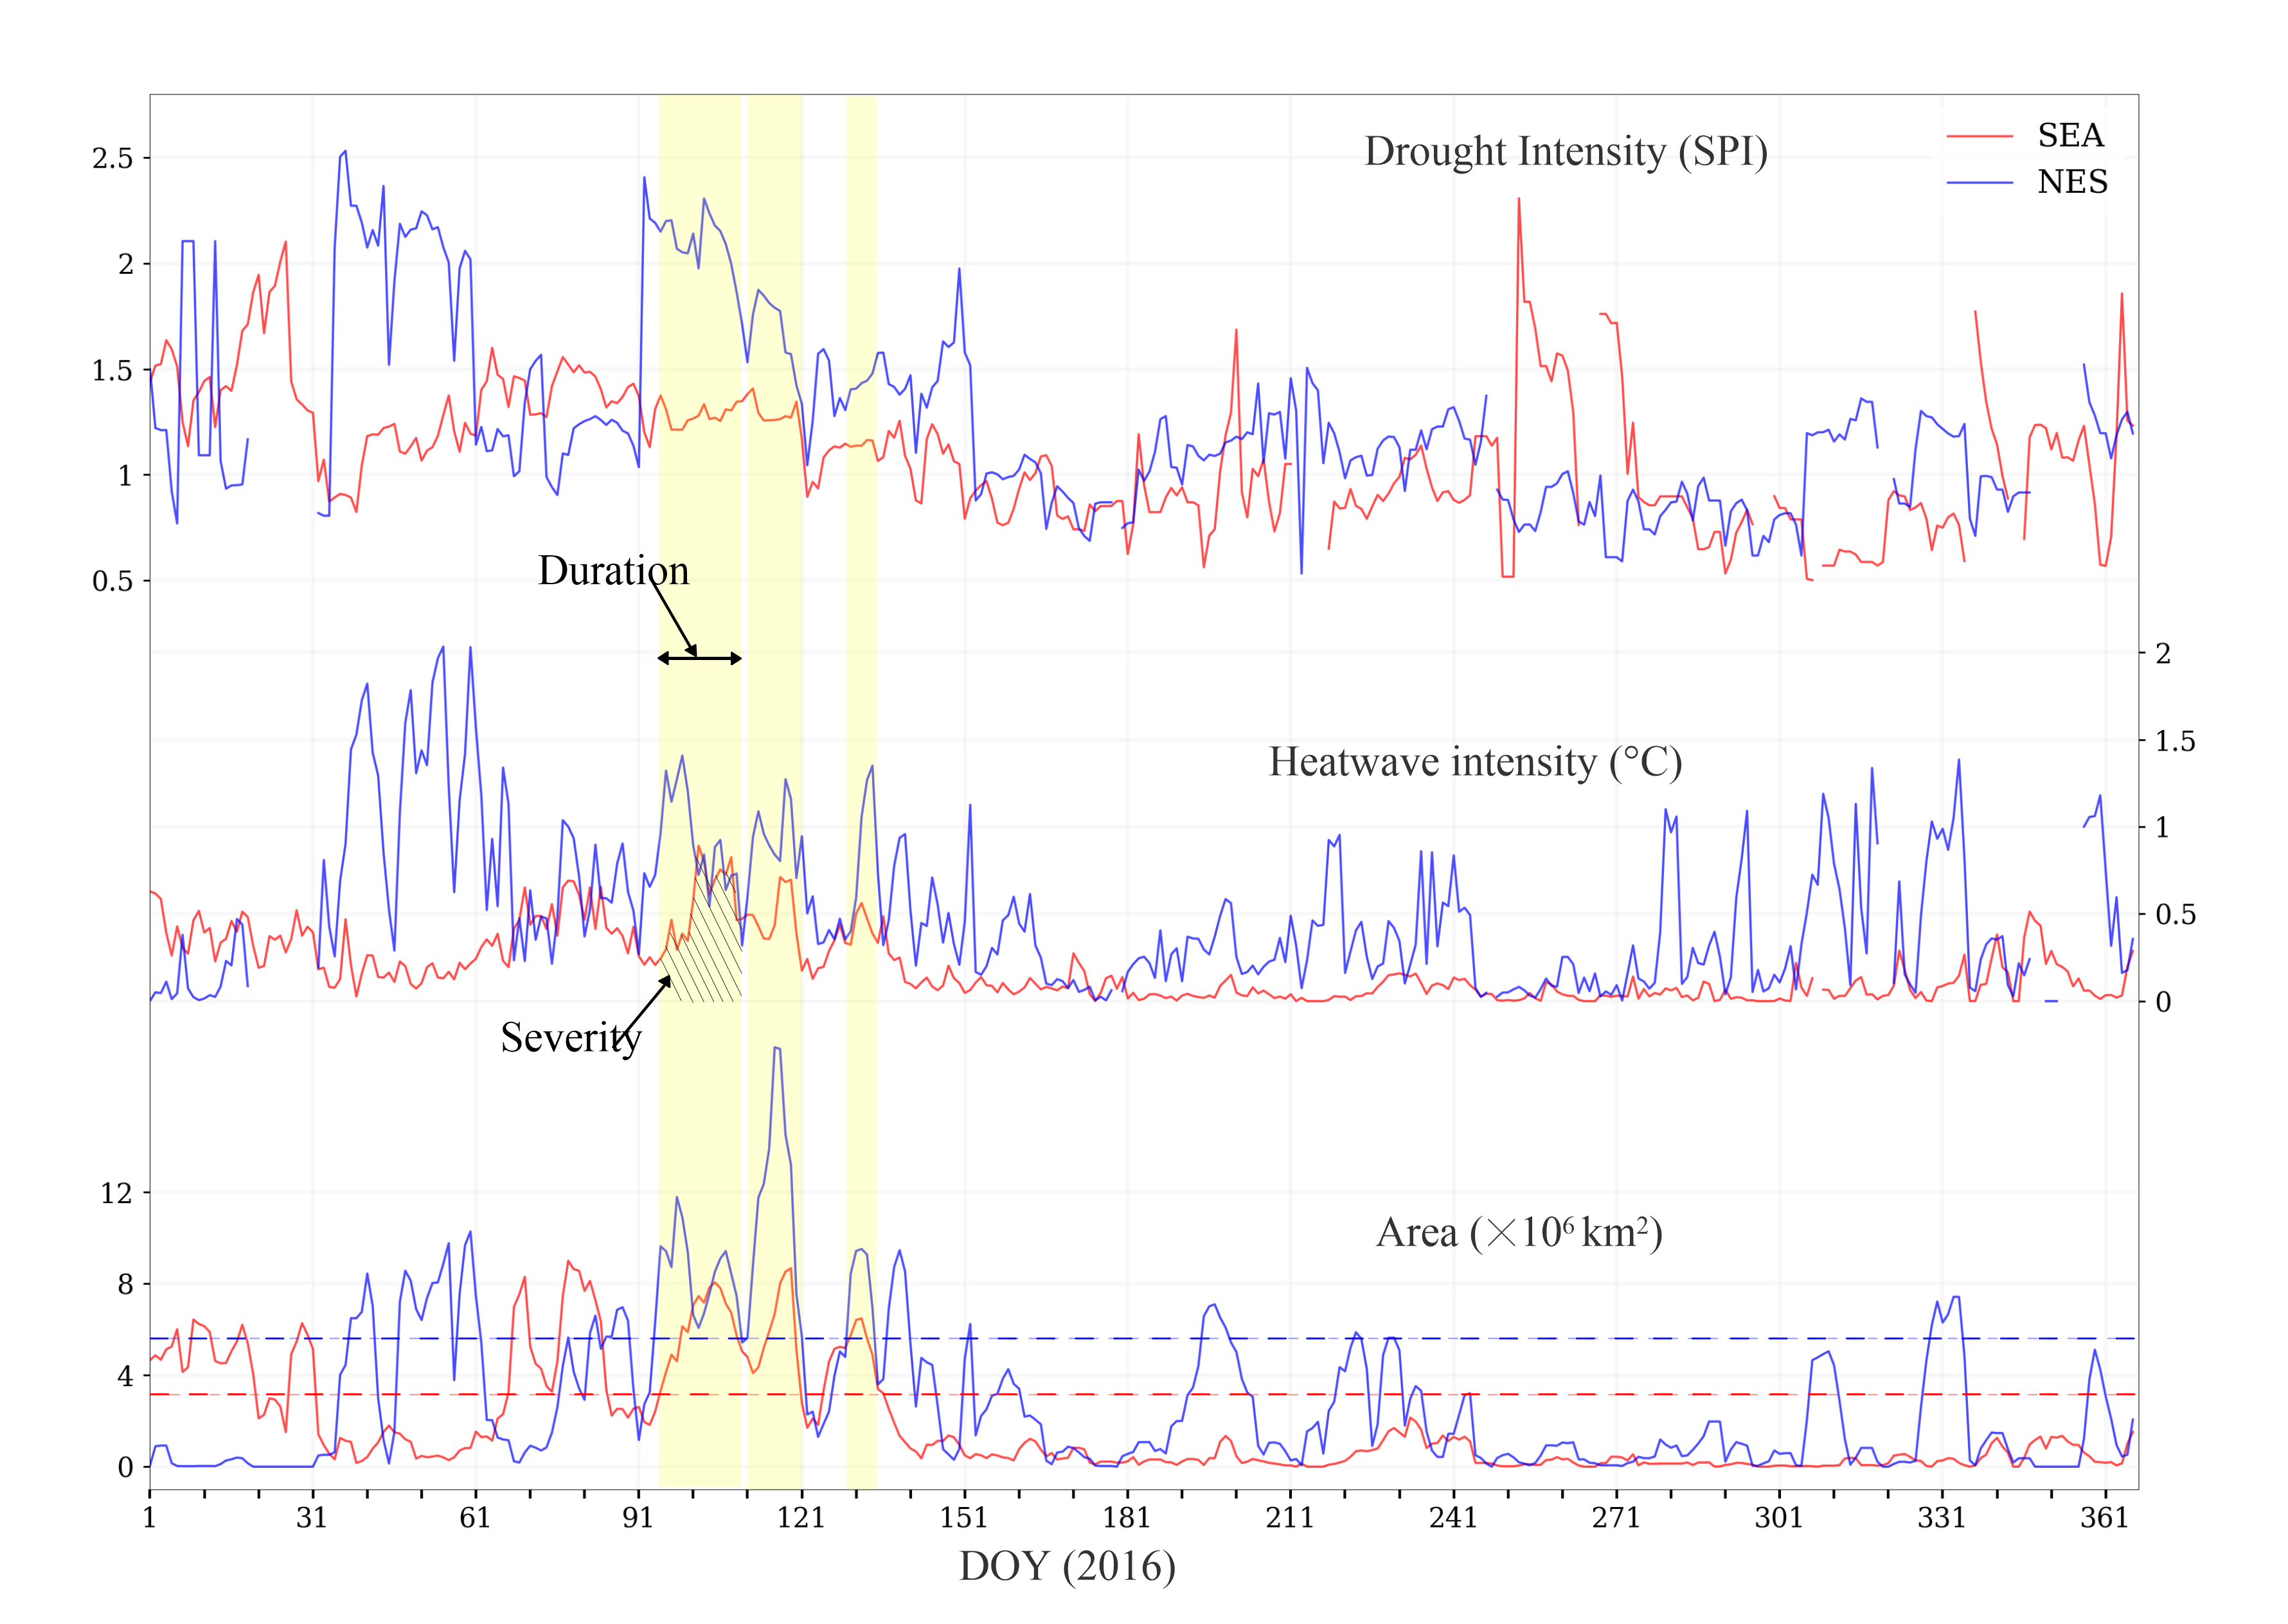 Drought Intensity (SPI)
SEA
NES
2.5
2
1.5
1
0.5
Duration
2
1.5
1
0.5
0
Heatwave intensity (°C)
Severity
12
8
4
0
Area (×10⁶ km²)
1 31 61 91 121 151 181 211 241 271 301 331 361
DOY (2016)